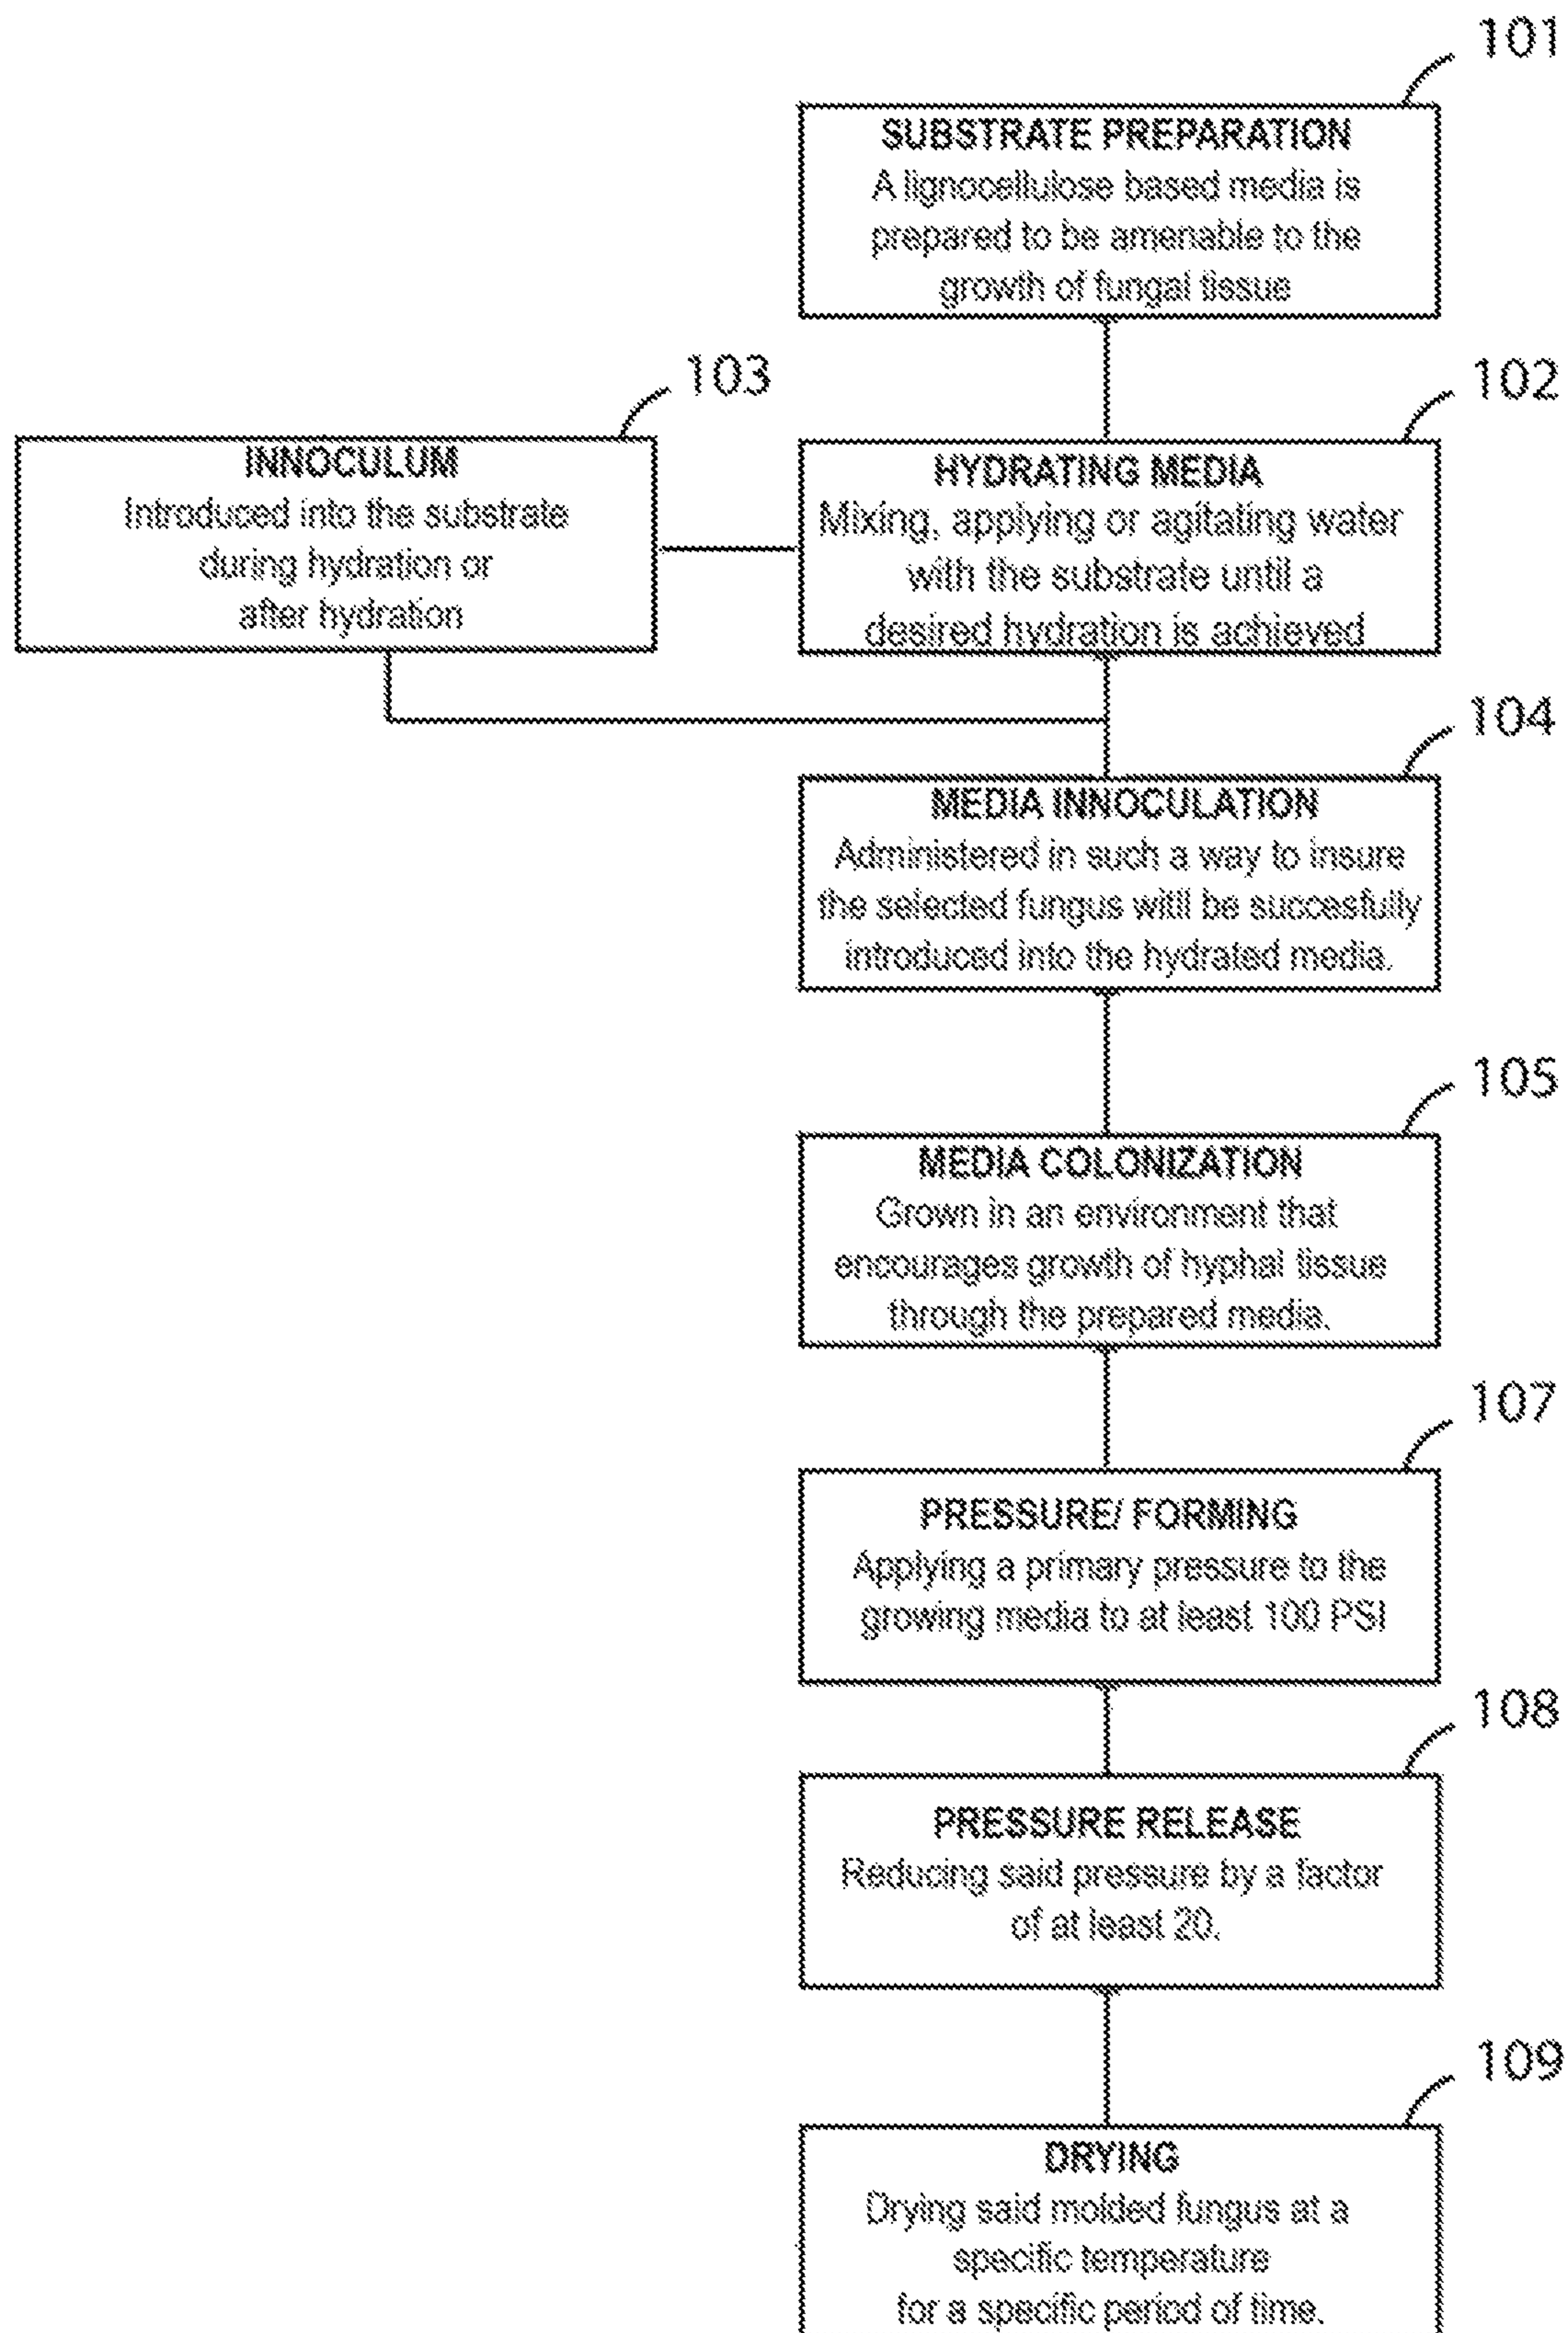 101
SUBSTRATE PREPARATION
A lignocellulose based media is
prepared to be amenable to the
growth of fungal tissue
103
INNOCULUM
Introduced into the substrate
during hydration or
after hydration
102
HYDRATING MEDIA
Mixing, applying or agitating water
with the substrate until a
desired hydration is achieved
104
MEDIA INNOCULATION
Administered in such a way to insure
the selected fungus witll be succesfully
introduced into the hydrated media.
105
MEDIA COLONIZATION
Grown in an environment that
encourages growth of hyphal tissue
through the prepared media.
107
PRESSURE/ FORMING
Applying a primary pressure to the
growing media to at least 100 PSI
108
PRESSURE RELEASE
Reducing said pressure by a factor
of at least 20.
109
DRYING
Drying said molded fungus at a
specific temperature
for a specific period of time.